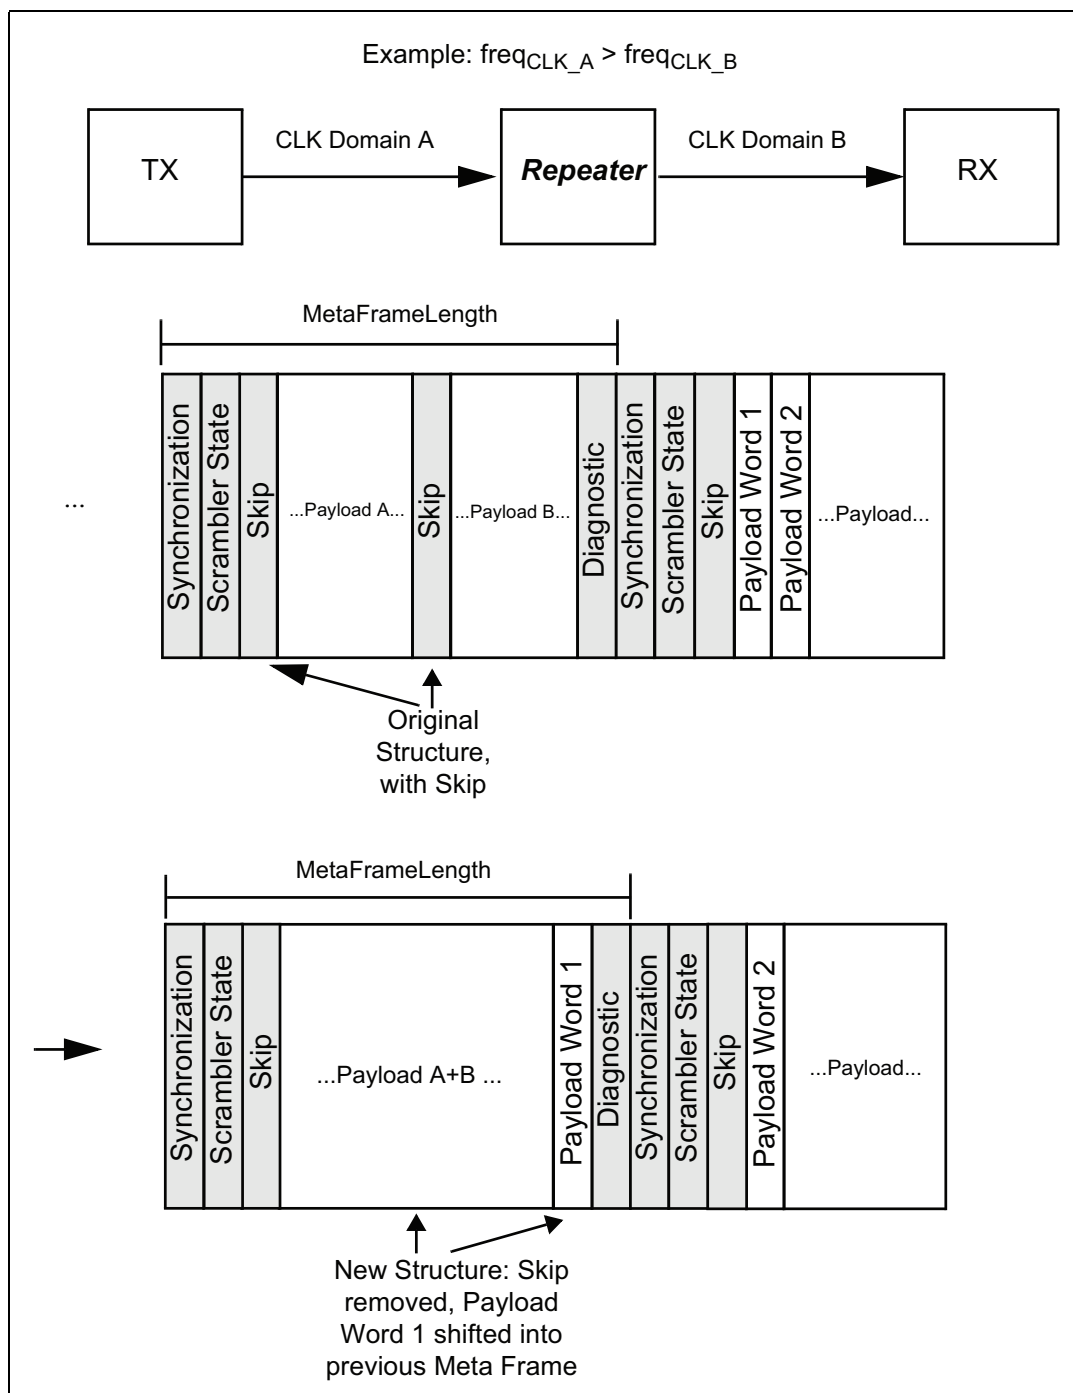 Example: freqCLK_A > freqCLK_B
TX
CLK Domain A
Repeater
CLK Domain B
RX
MetaFrameLength
...
Synchronization
Scrambler State
Skip
...Payload A...
Skip
...Payload B...
Diagnostic
Synchronization
Scrambler State
Skip
Payload Word 1
Payload Word 2
...Payload...
Original
Structure,
with Skip
MetaFrameLength
Synchronization
Scrambler State
Skip
...Payload A+B ...
Payload Word 1
Diagnostic
Synchronization
Scrambler State
Skip
Payload Word 2
...Payload...
New Structure: Skip
removed, Payload
Word 1 shifted into
previous Meta Frame